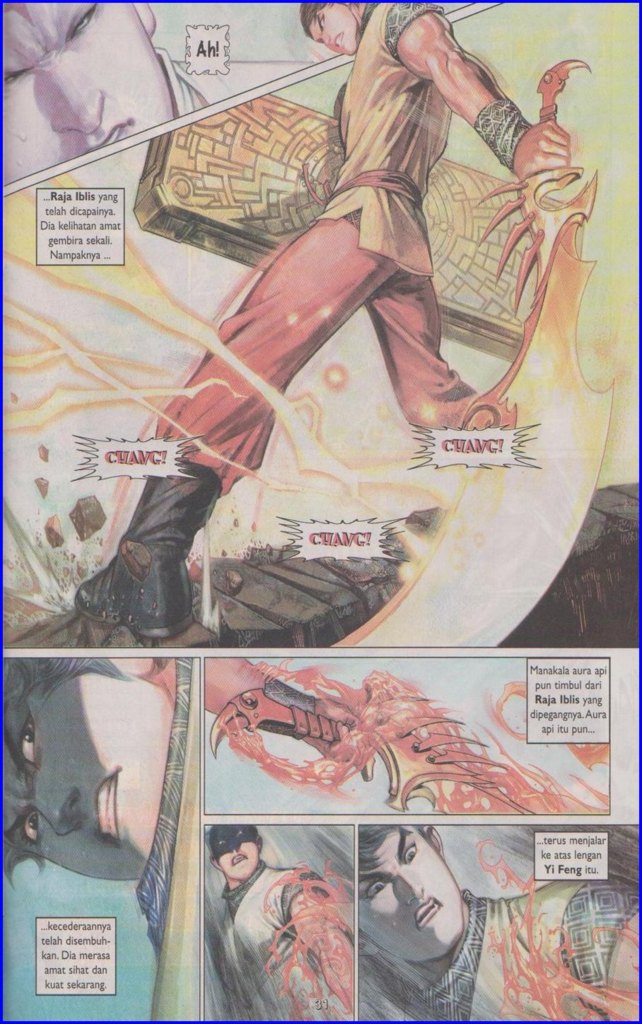 Ah!
...Raja Iblis yang
telah dicapainya.
Dia kelihatan amat
gembira sekali.
Nampaknya ...
CHANG!
CHANG!
CHANG!
...kecederaannya
telah disembuh-
kan. Dia merasa
amat sihat dan
kuat sekarang.
Manakala aura api
pun timbul dari
Raja Iblis yang
dipegangnya. Aura
api itu pun...
...terus menjalar
ke atas lengan
Yi Feng itu.
31